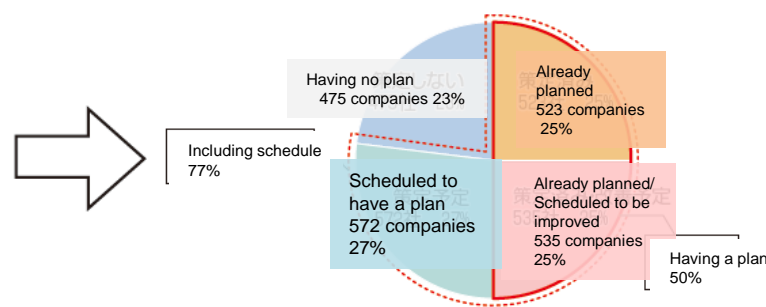 Having no plan
475 companies 23%
Already
planned
523 companies
25%
Including schedule
77%
Scheduled to
have a plan
572 companies
27%
Already planned/
Scheduled to be
improved
535 companies
25%
Having a plan
50%